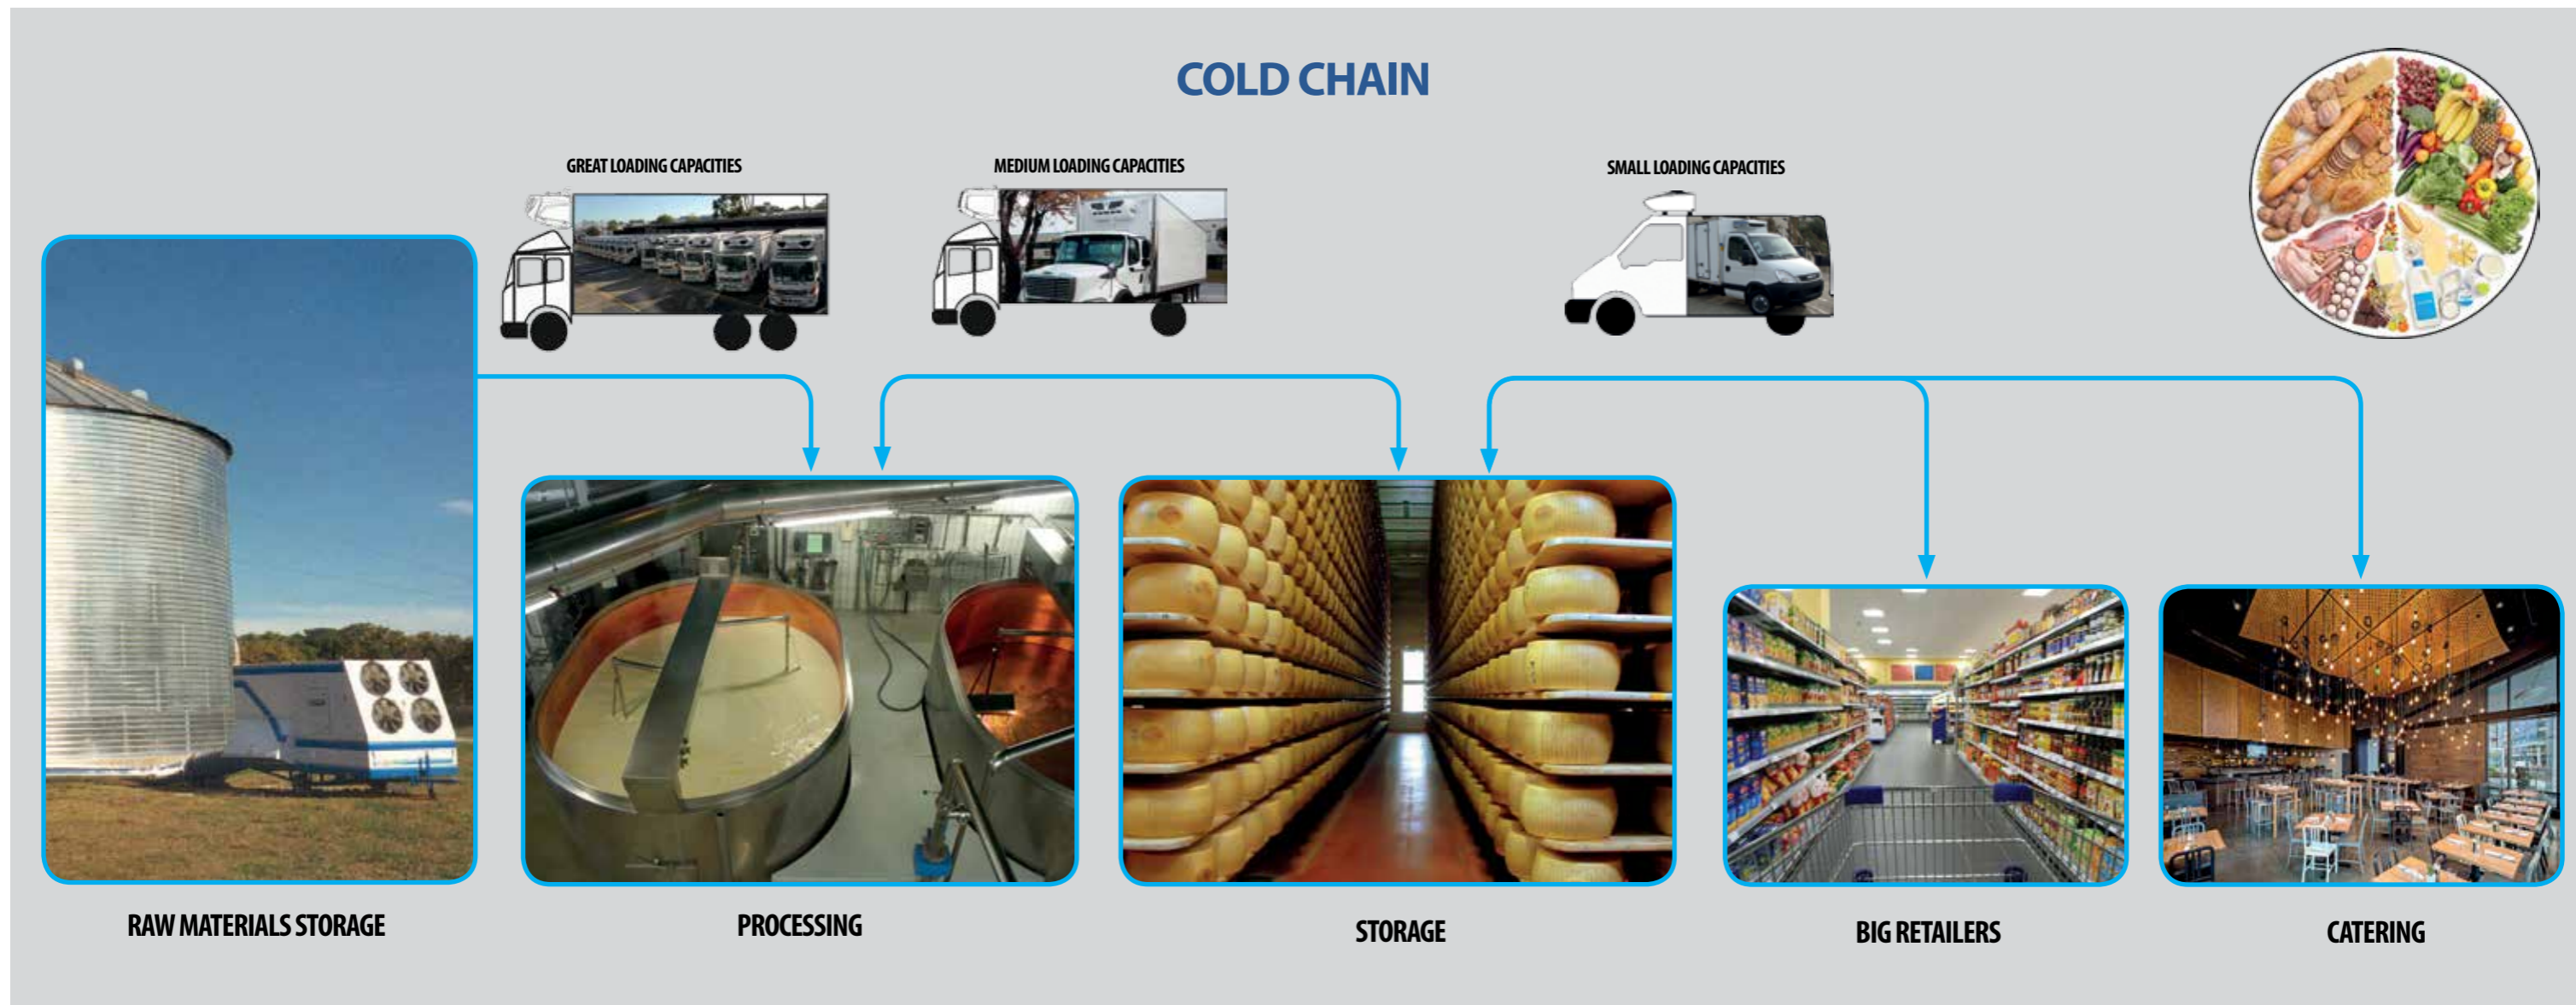 COLD CHAIN
GREAT LOADING CAPACITIES
MEDIUM LOADING CAPACITIES
SMALL LOADING CAPACITIES
RAW MATERIALS STORAGE
PROCESSING
STORAGE
BIG RETAILERS
CATERING